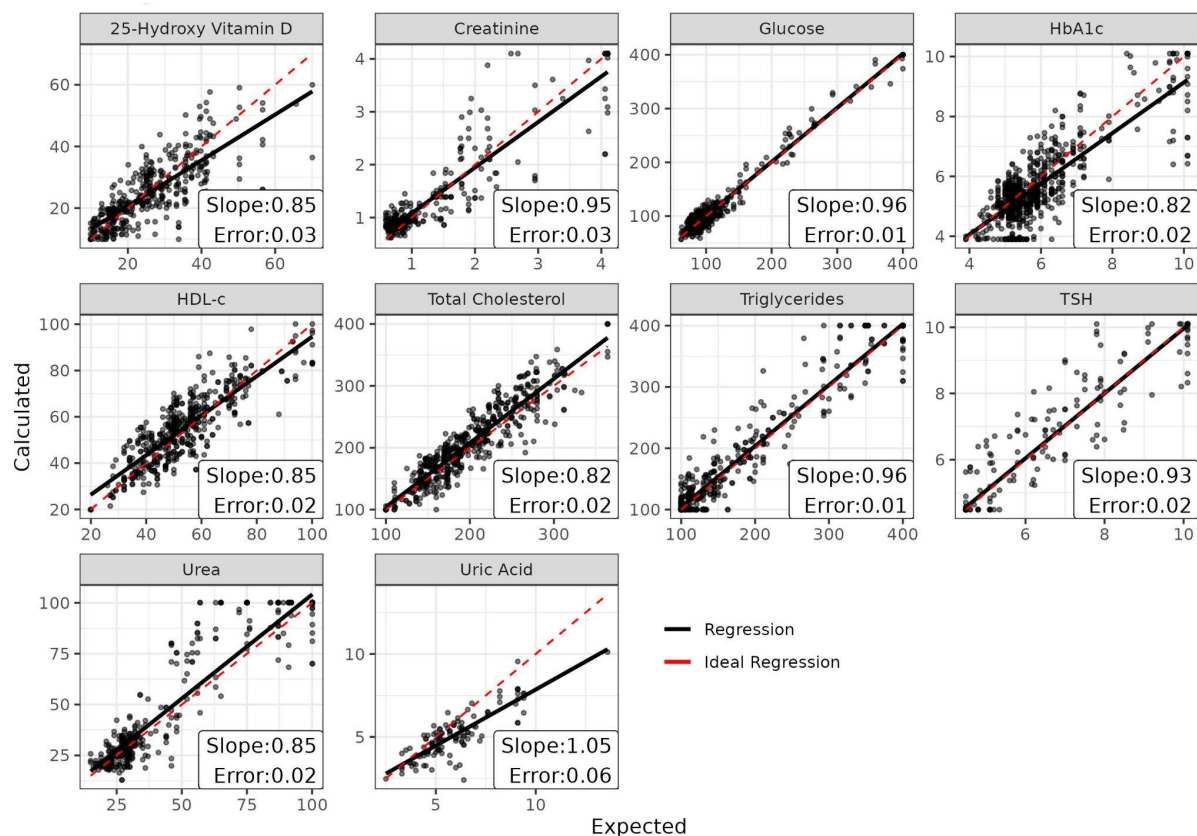 25-Hydroxy Vitamin D
60
40
20
Slope:0.85
Error:0.03
20 40 60
Creatinine
4
3
2
1
Slope:0.95
Error:0.03
1 2 3 4
Glucose
400
300
200
100
Slope:0.96
Error:0.01
100 200 300 400
HbA1c
10
8
6
4
Slope:0.82
Error:0.02
4 6 8 10
HDL-c
100
80
60
40
20
Slope:0.85
Error:0.02
20 40 60 80 100
Total Cholesterol
400
300
200
100
Slope:0.82
Error:0.02
100 200 300
Triglycerides
400
300
200
100
Slope:0.96
Error:0.01
100 200 300 400
TSH
10
8
6
Slope:0.93
Error:0.02
6 8 10
Urea
100
75
50
25
Slope:0.85
Error:0.02
25 50 75 100
Uric Acid
10
5
Slope:1.05
Error:0.06
5 10
Regression
Ideal Regression
Calculated
Expected